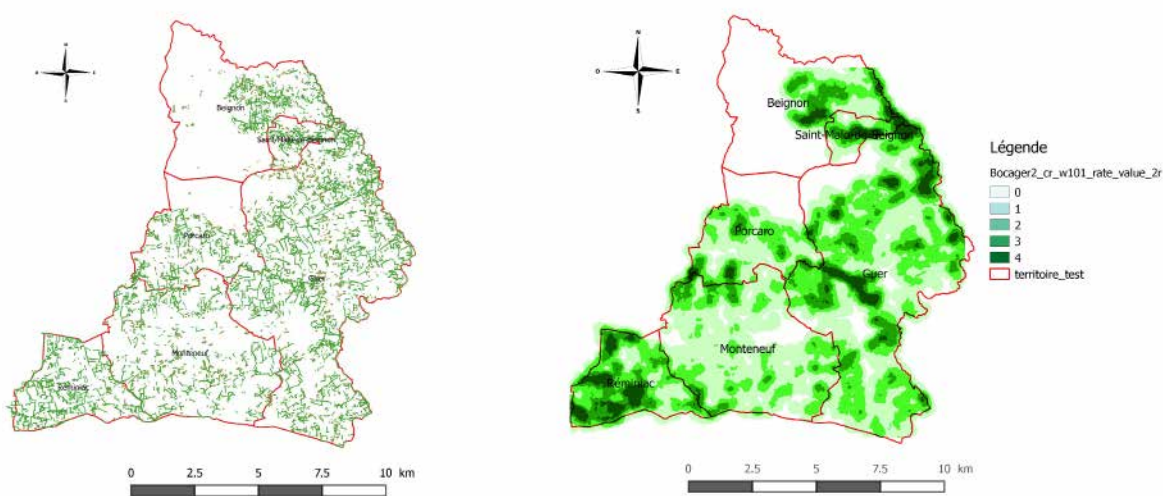 Beignon
Saint-Malo-de-Beignon
Porcaro
Guer
Monteneuf
Réminiac
0 2.5 5 7.5 10 km
N
O E
S
Beignon
Saint-Malo-de-Beignon
Porcaro
Guer
Monteneuf
Réminiac
0 2.5 5 7.5 10 km
Légende
Bocager2_cr_w101_rate_value_2r
0
1
2
3
4
territoire_test